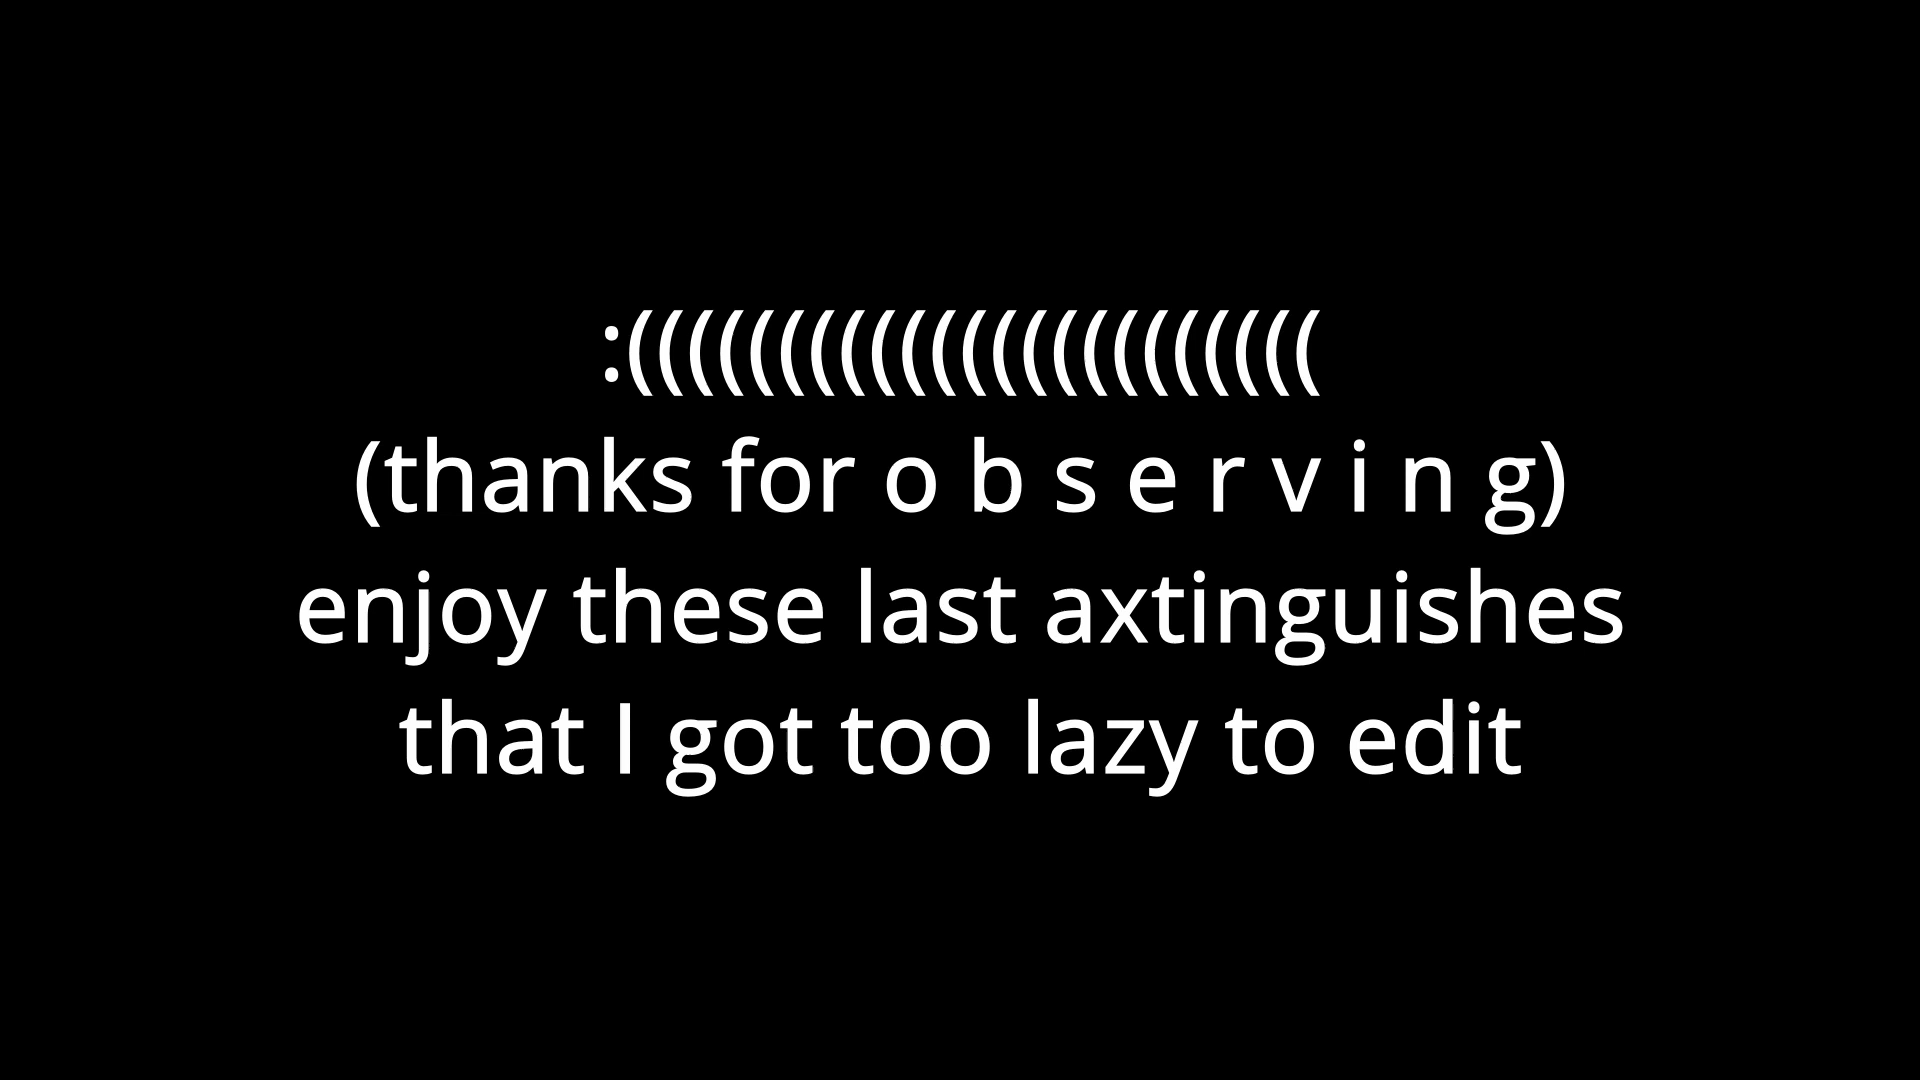 :(((((((((((((((((((((((
(thanks for o b s e r v i n g)
enjoy these last axtinguishes
that I got too lazy to edit